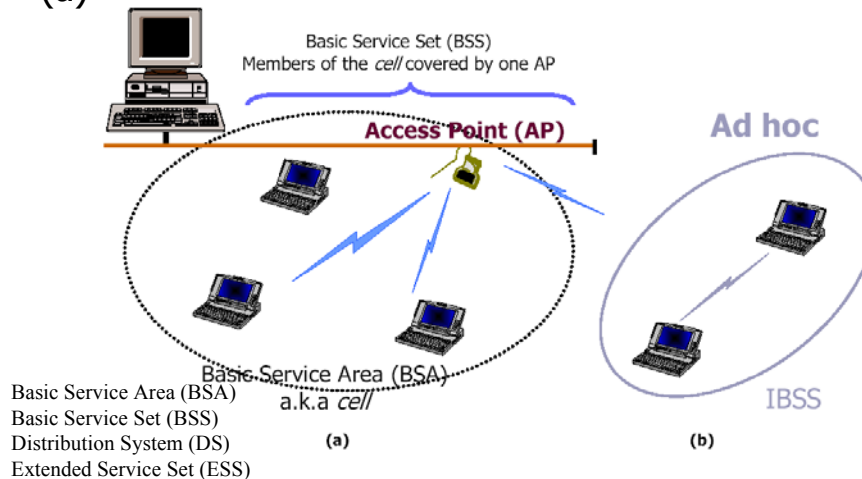 (a)
Basic Service Set (BSS)
Members of the cell covered by one AP
Access Point (AP)
Ad hoc
Basic Service Area (BSA)
a.k.a cell
IBSS
Basic Service Area (BSA)
Basic Service Set (BSS)
Distribution System (DS)
Extended Service Set (ESS)
(a)
(b)